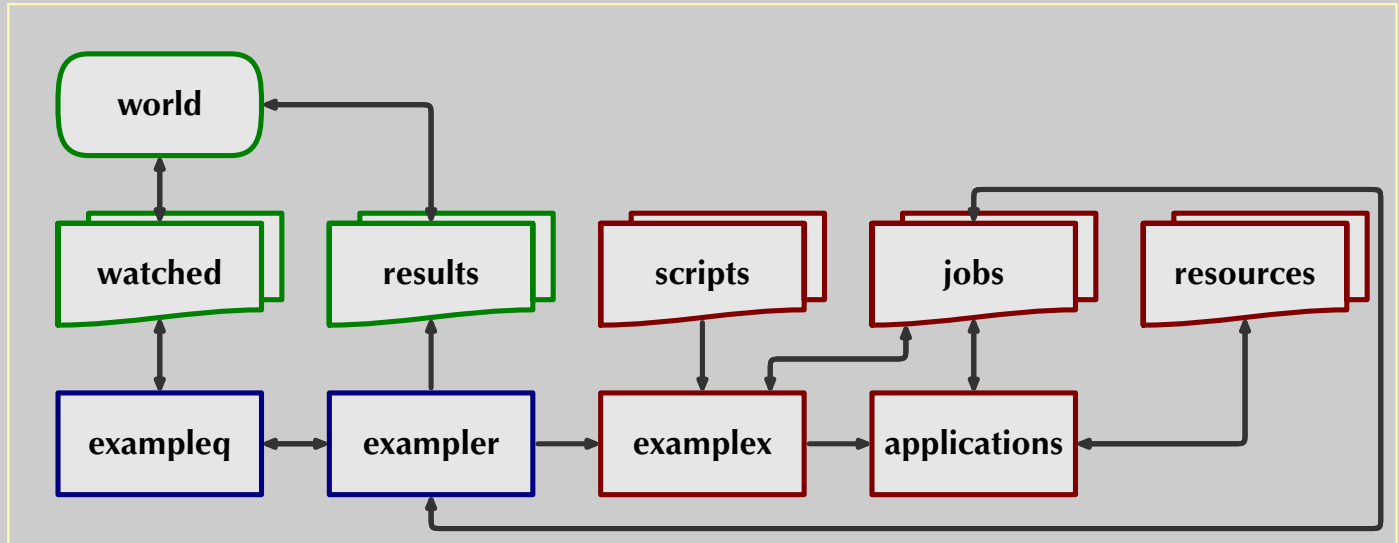 world
watched
results
scripts
jobs
resources
exampleq
exampler
examplex
applications